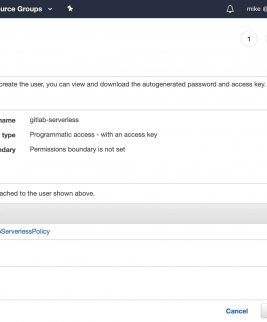 urce Groups
mike @
1
create the user, you can view and download the autogenerated password and access key.
name gitlab-serverless
type Programmatic access - with an access key
ndary Permissions boundary is not set
ached to the user shown above.
ServerlessPolicy
Cancel